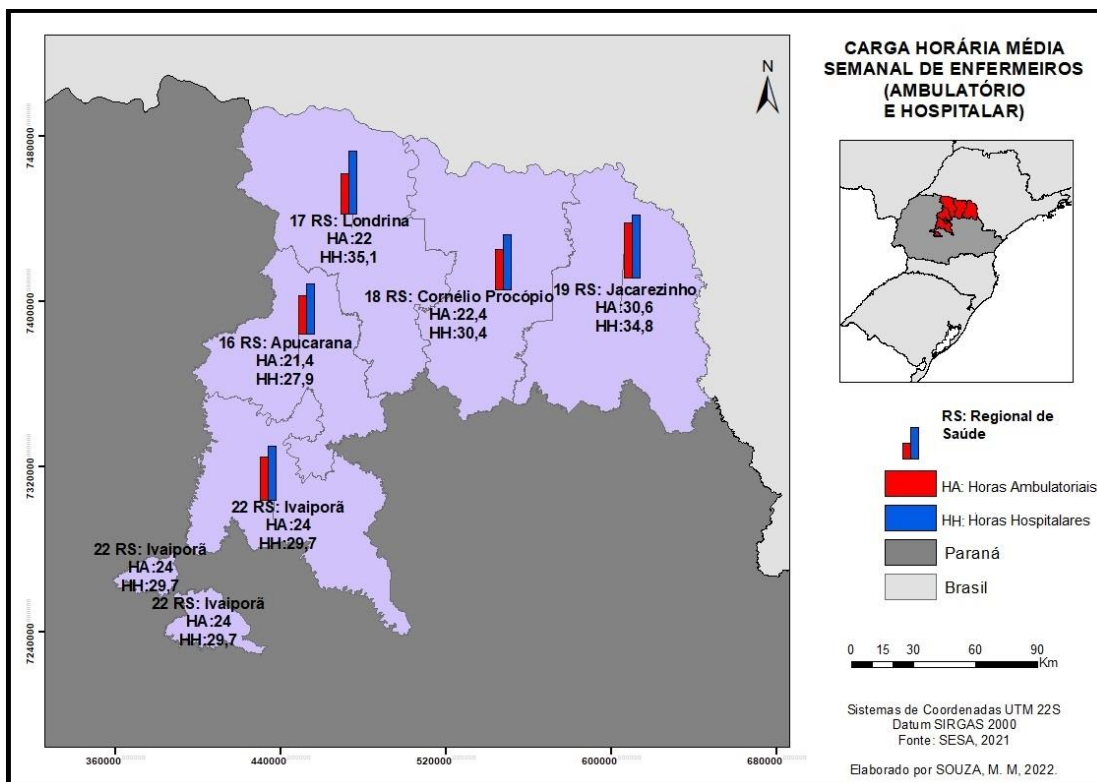 CARGA HORÁRIA MÉDIA
SEMANAL DE ENFERMEIROS
(AMBULATÓRIO
E HOSPITALAR)
N
7480000
7400000
7320000
7240000
17 RS: Londrina
HA:22
HH:35,1
18 RS: Cornélio Procópio
HA:22,4
HH:30,4
19 RS: Jacarezinho
HA:30,6
HH:34,8
16 RS: Apucarana
HA:21,4
HH:27,9
22 RS: Ivaiporã
HA:24
HH:29,7
22 RS: Ivaiporã
HA:24
HH:29,7
22 RS: Ivaiporã
HA:24
HH:29,7
360000
440000
520000
600000
680000
RS: Regional de
Saúde
HA: Horas Ambulatoriais
HH: Horas Hospitalares
Paraná
Brasil
0 15 30 60 90
Km
Sistemas de Coordenadas UTM 22S
Datum SIRGAS 2000
Fonte: SESA, 2021
Elaborado por SOUZA, M. M, 2022.